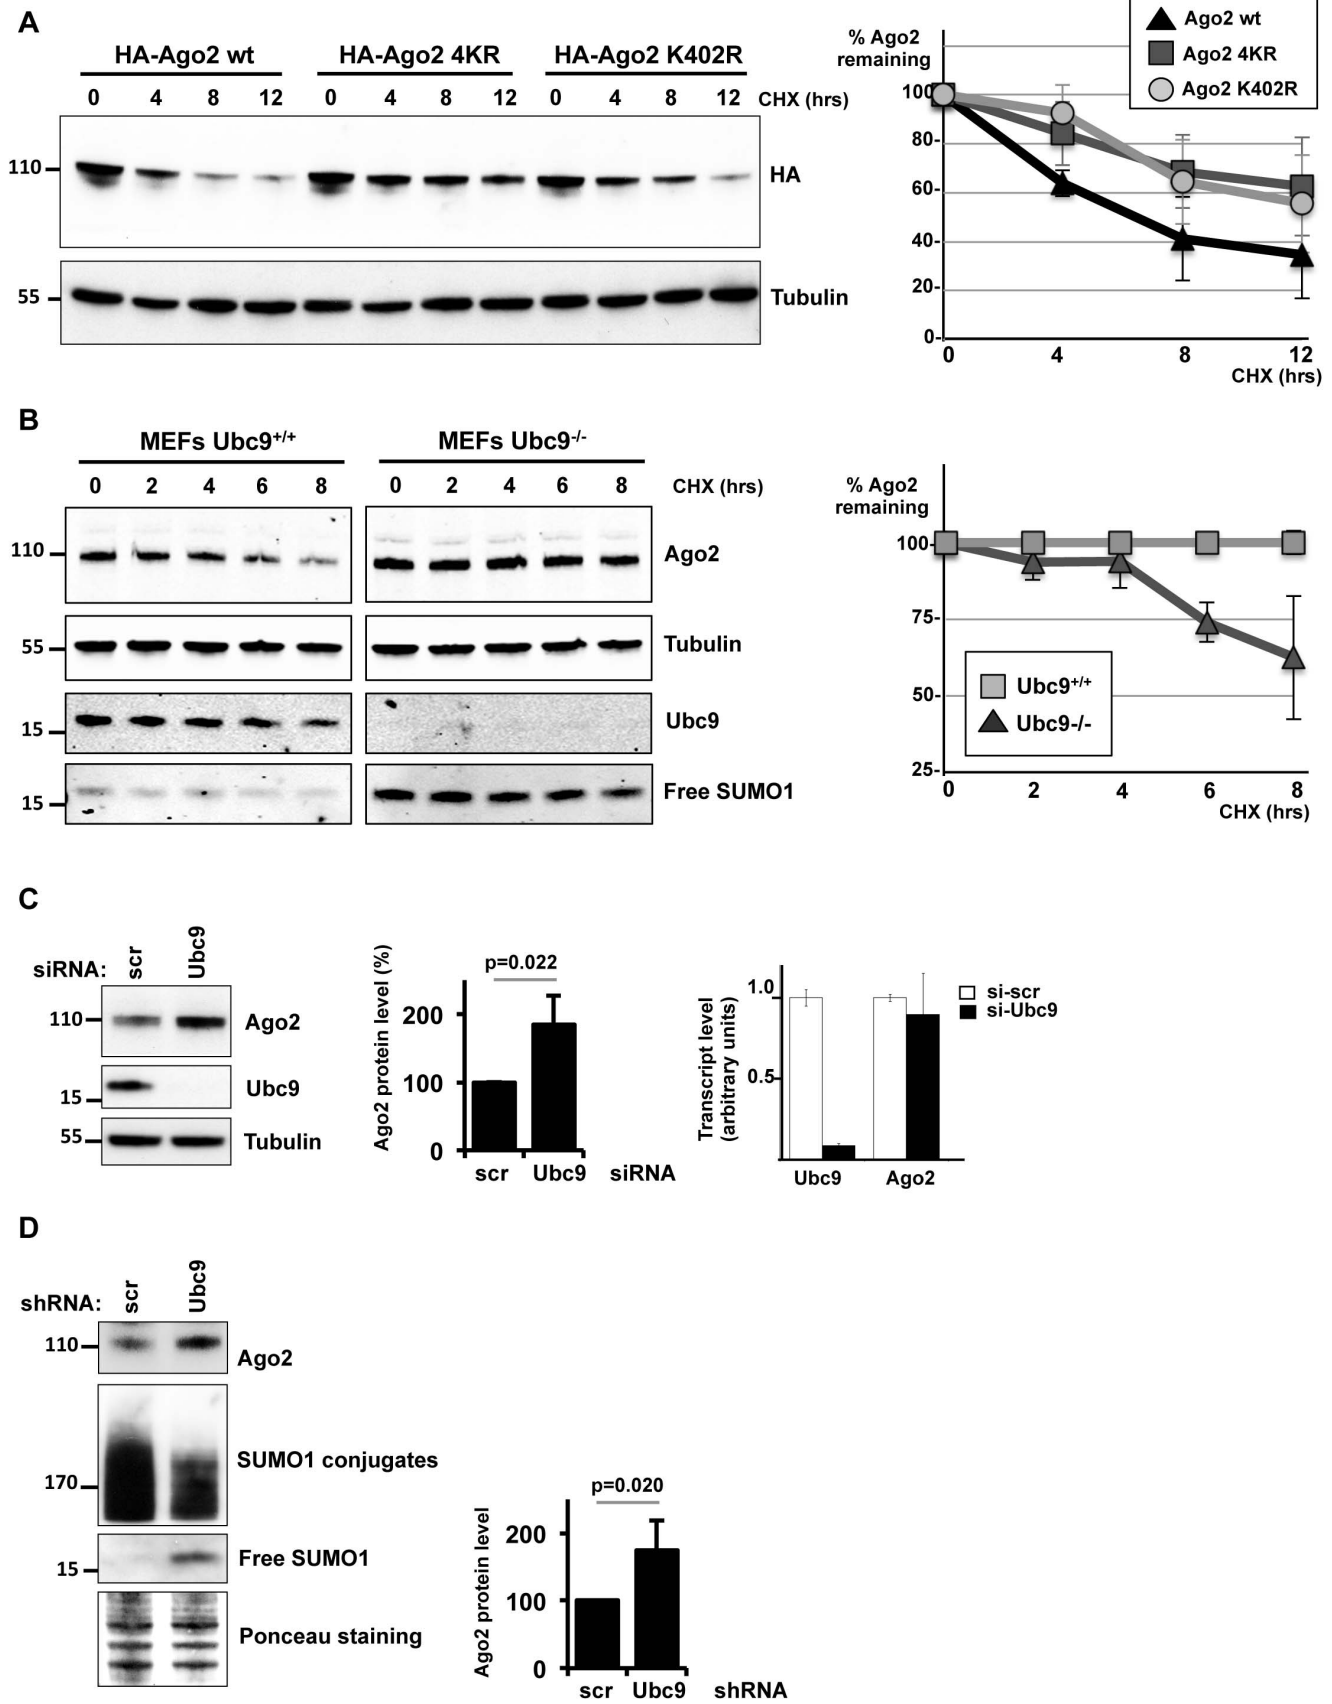 A
HA-Ago2 wt HA-Ago2 4KR HA-Ago2 K402R
0 4 8 12 0 4 8 12 0 4 8 12 CHX (hrs)
110
HA
55
Tubulin
% Ago2
remaining
Ago2 wt
Ago2 4KR
Ago2 K402R
100
80-
60-
40-
20-
0-
0 4 8 12
CHX (hrs)
B
MEFs Ubc9+/+ MEFs Ubc9-/-
0 2 4 6 8 0 2 4 6 8 CHX (hrs)
110
Ago2
55
Tubulin
15
Ubc9
15
Free SUMO1
% Ago2
remaining
100-
75-
50-
25-
Ubc9+/+
Ubc9-/-
0 2 4 6 8
CHX (hrs)
C
siRNA: scr Ubc9
110
Ago2
15
Ubc9
55
Tubulin
Ago2 protein level (%)
p=0.022
200
100
0
scr Ubc9 siRNA
Transcript level
(arbitrary units)
1.0
0.5
si-scr
si-Ubc9
Ubc9 Ago2
D
shRNA: scr Ubc9
110
Ago2
SUMO1 conjugates
170
15
Free SUMO1
Ponceau staining
Ago2 protein level
p=0.020
200
100
0
scr Ubc9 shRNA